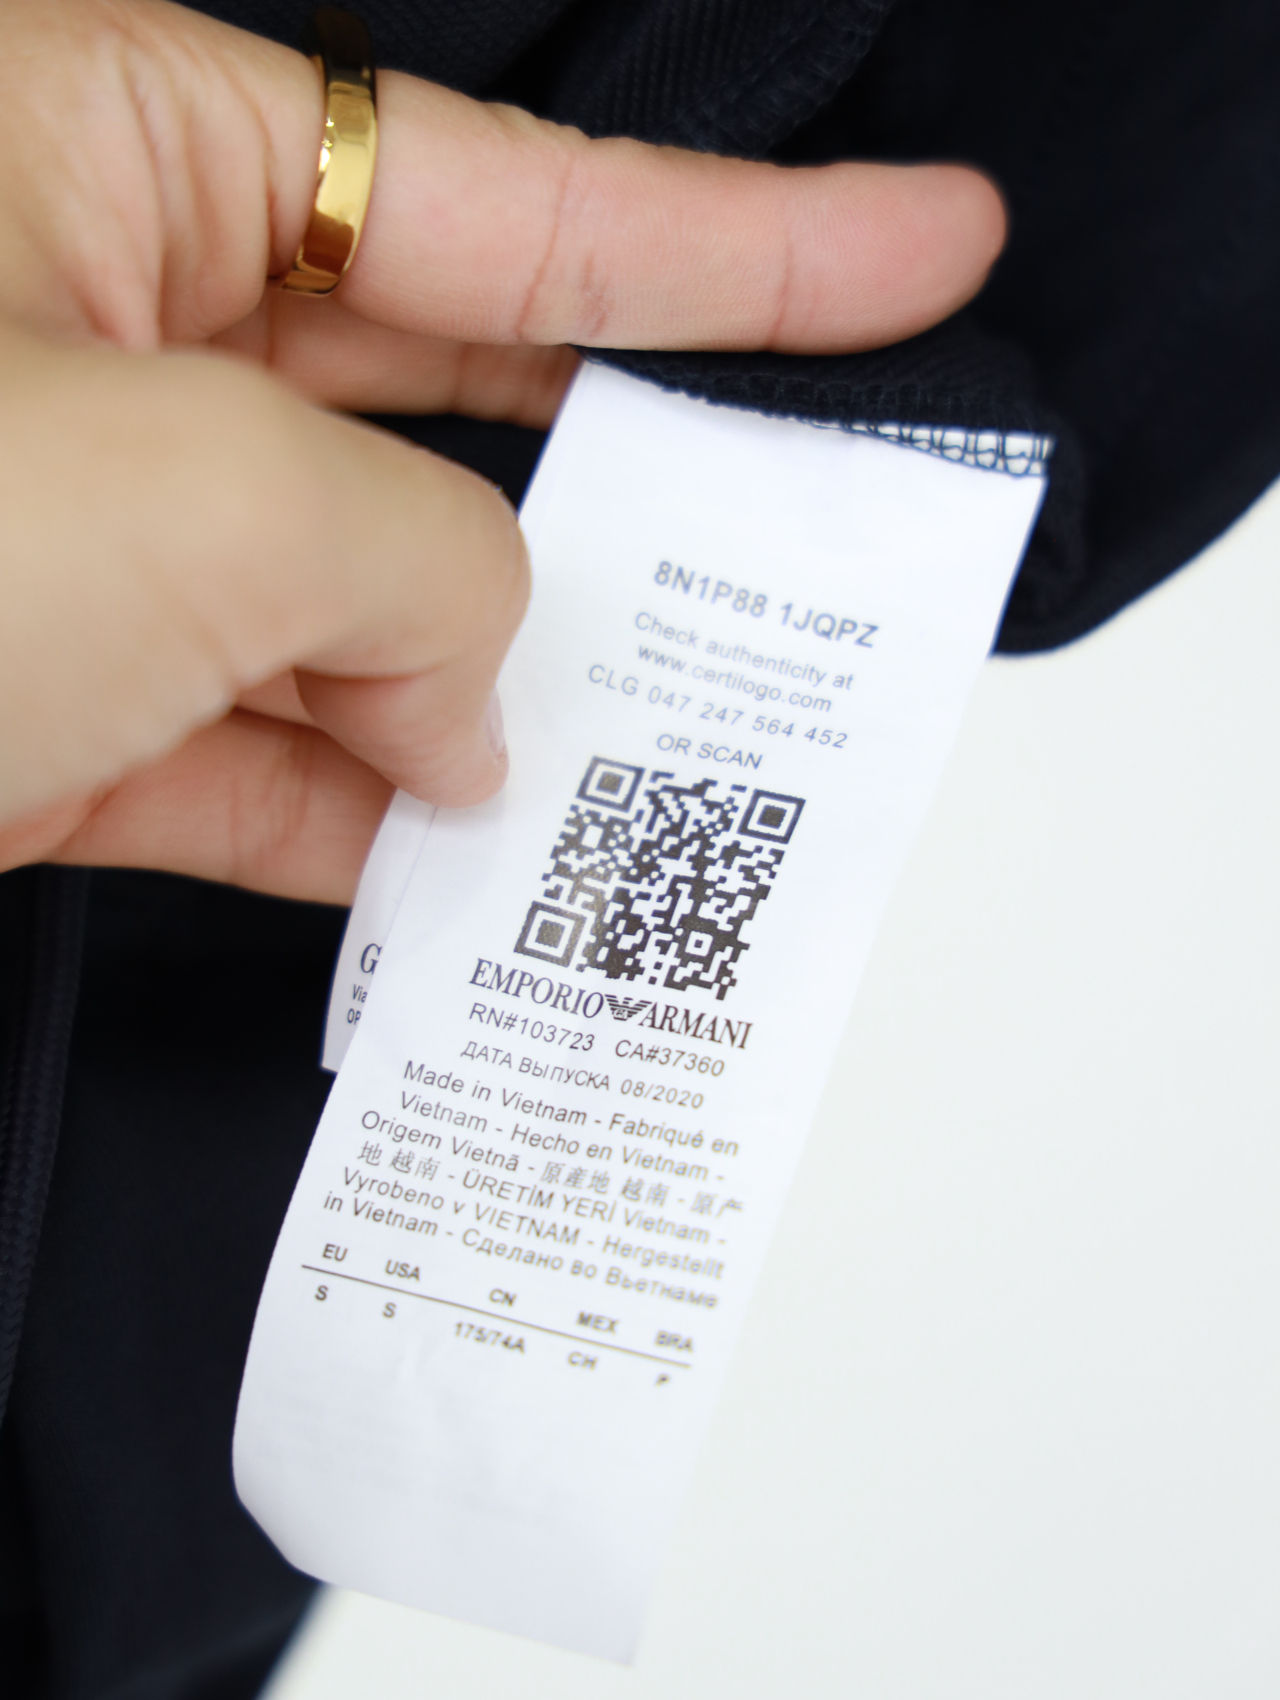 8N1P88 1JQPZ
Check authenticity at
www.certilogo.com
CLG 047 247 564 452
OR SCAN
EMPORIO ARMANI
RN#103723 CA#37360
ДАТА ВЫПУСКА 08/2020
Made in Vietnam - Fabriqué en
Vietnam - Hecho en Vietnam -
Origem Vietnã - 原產地 越南 - 原产
地 越南 - ÜRETİM YERİ Vietnam -
Vyrobeno v VIETNAM - Hergestellt
in Vietnam - Сделано во Вьетнаме
EU USA CN MEX BRA
S S 175/74A CH P
G
Via
OP